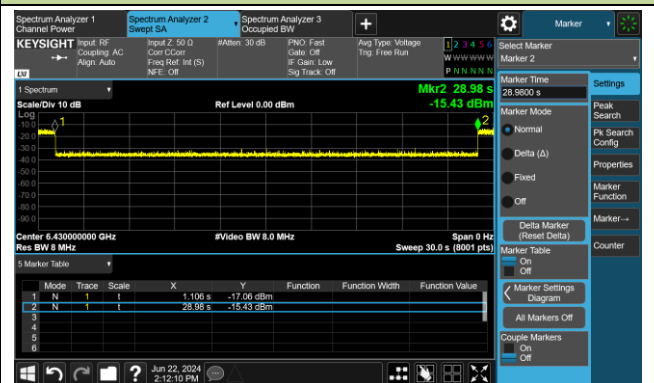 Spectrum Analyzer 1
Channel Power
Spectrum Analyzer 2
Swept SA
Spectrum Analyzer 3
Occupied BW
Marker
KEYSIGHT
Input: RF
Coupling: AC
Align: Auto
Input Z: 50 Ω
Corr CCorr
Freq Ref: Int (S)
NFE: Off
#Atten: 30 dB
PNO: Fast
Gate: Off
IF Gain: Low
Sig Track: Off
Avg Type: Voltage
Trig: Free Run
1 2 3 4 5 6
W W W W W W
P N N N N N
LXI
Select Marker
Marker 2
1 Spectrum
Mkr2 28.98 s
Scale/Div 10 dB
Ref Level 0.00 dBm
-15.43 dBm
Log
-10.0
-20.0
-30.0
-40.0
-50.0
-60.0
-70.0
-80.0
-90.0
1
2
Center 6.430000000 GHz
#Video BW 8.0 MHz
Span 0 Hz
Res BW 8 MHz
Sweep 30.0 s (8001 pts)
5 Marker Table
Mode Trace Scale X Y Function Function Width Function Value
1 N 1 t 1.106 s -17.06 dBm
2 N 1 t 28.98 s -15.43 dBm
3
4
5
6
Marker Time
28.9800 s
Marker Mode
Normal
Delta (Δ)
Fixed
Off
Delta Marker
(Reset Delta)
Marker Table
On
Off
Marker Settings
Diagram
All Markers Off
Couple Markers
On
Off
Settings
Peak
Search
Pk Search
Config
Properties
Marker
Function
Marker→
Counter
?
Jun 22, 2024
2:12:10 PM